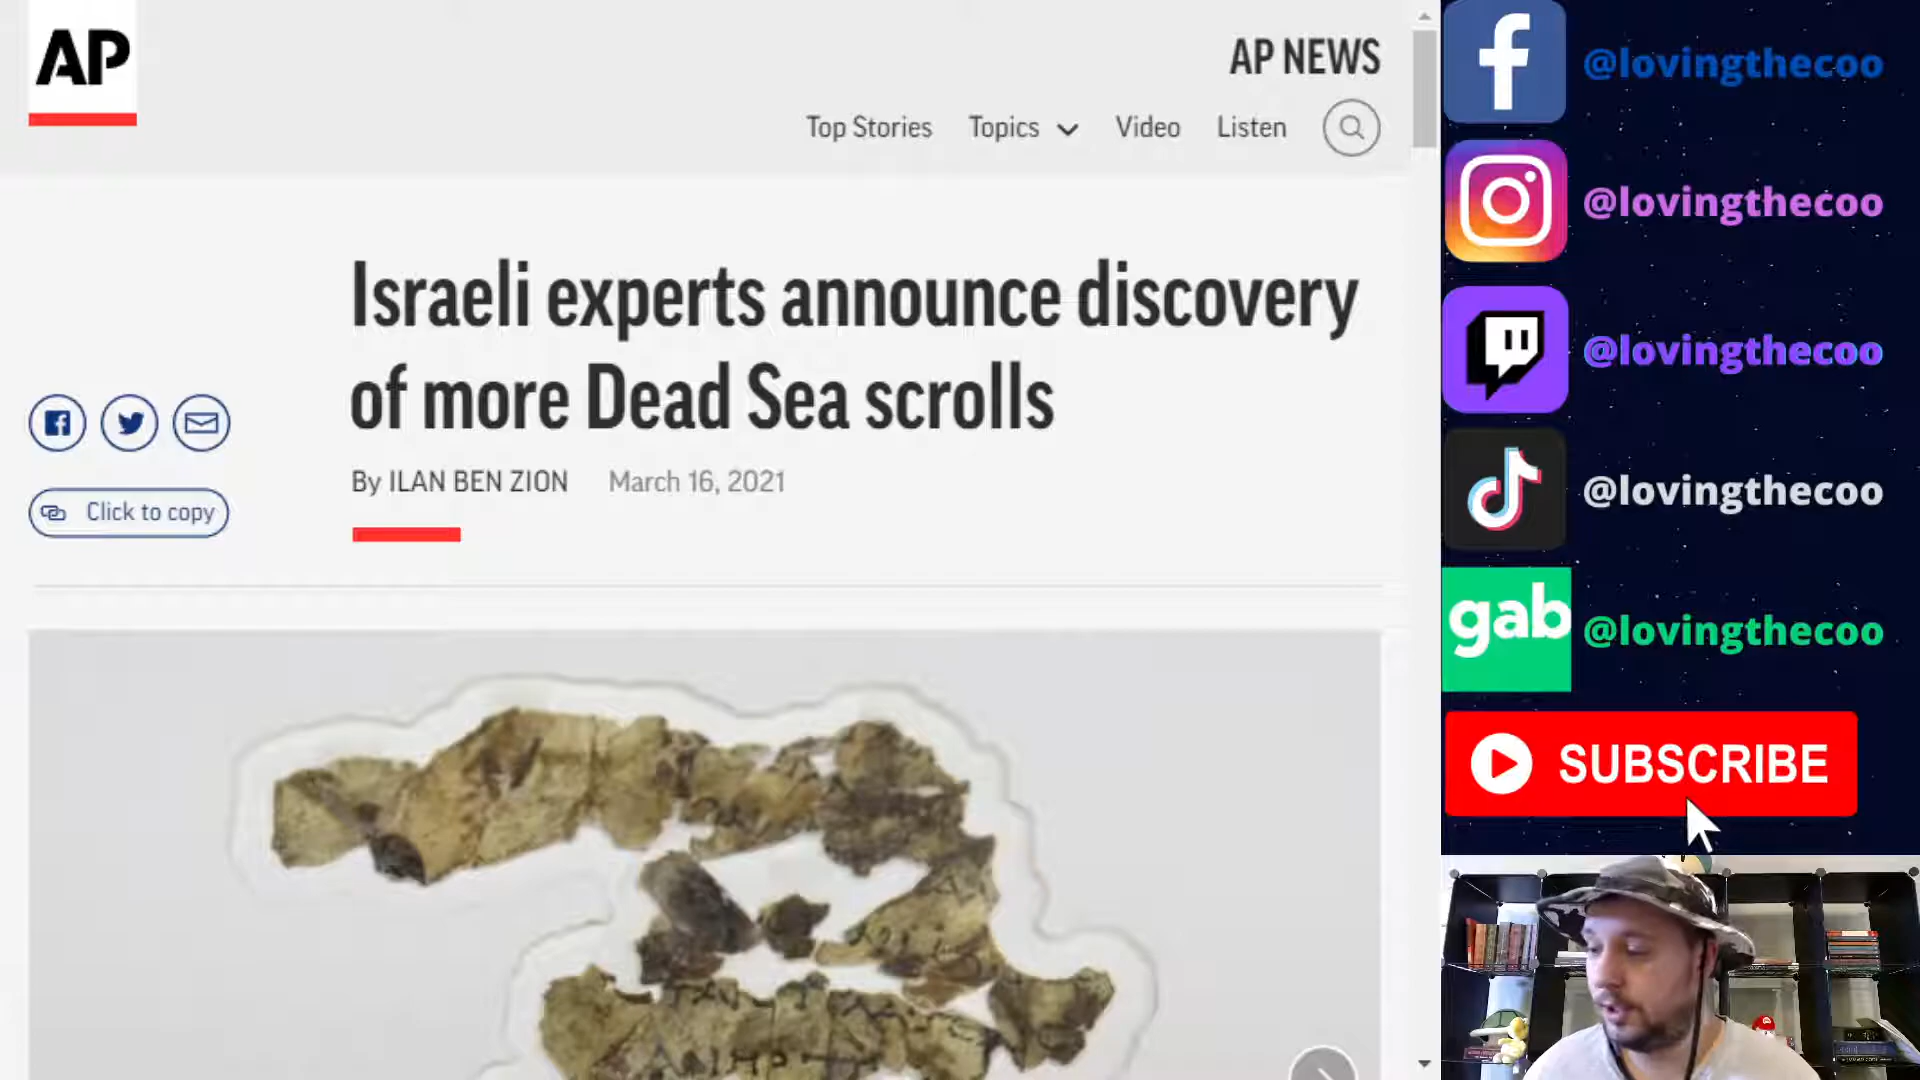 AP
AP NEWS
Top Stories Topics Video Listen
Israeli experts announce discovery
of more Dead Sea scrolls
By ILAN BEN ZION March 16, 2021
Click to copy
@lovingthecoo
@lovingthecoo
@lovingthecoo
@lovingthecoo
gab @lovingthecoo
SUBSCRIBE